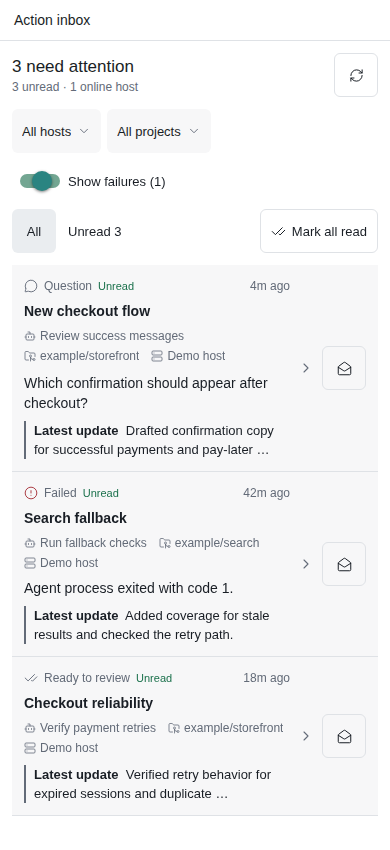 Action inbox
3 need attention
3 unread · 1 online host
All hosts
All projects
Show failures (1)
All
Unread 3
Mark all read
Question Unread 4m ago
New checkout flow
Review success messages
example/storefront Demo host
Which confirmation should appear after
checkout?
Latest update Drafted confirmation copy
for successful payments and pay-later …
Failed Unread 42m ago
Search fallback
Run fallback checks example/search
Demo host
Agent process exited with code 1.
Latest update Added coverage for stale
results and checked the retry path.
Ready to review Unread 18m ago
Checkout reliability
Verify payment retries example/storefront
Demo host
Latest update Verified retry behavior for
expired sessions and duplicate …